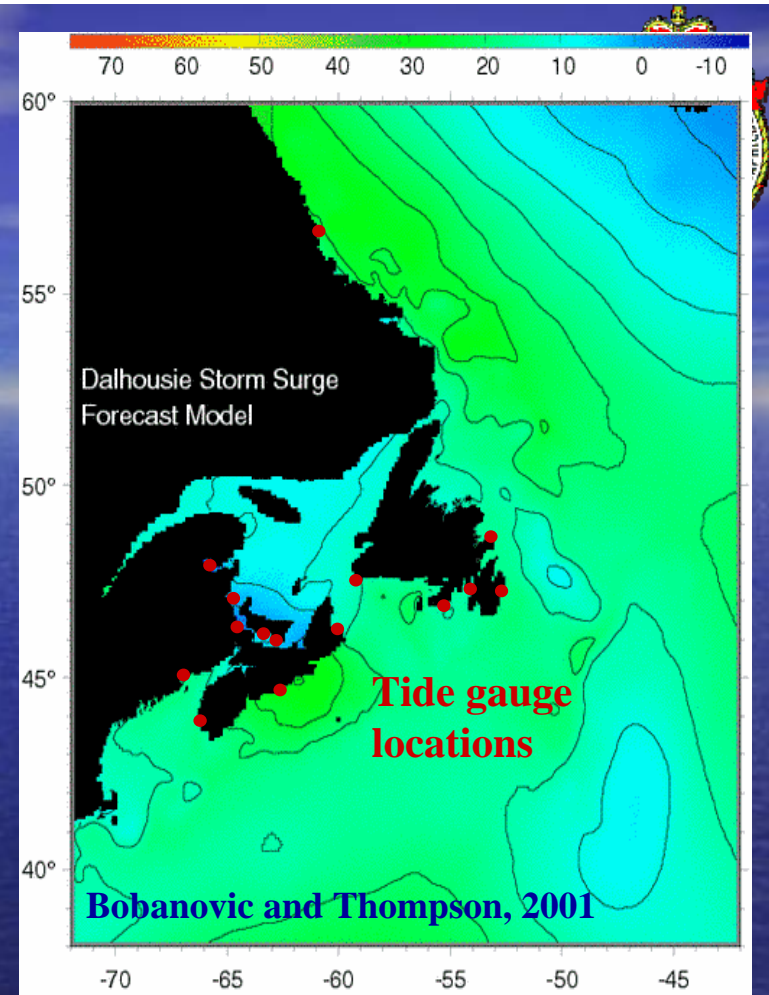 70 60 50 40 30 20 10 0 -10
60°
55°
Dalhousie Storm Surge
Forecast Model
50°
45°
Tide gauge
locations
40°
Bobanovic and Thompson, 2001
-70 -65 -60 -55 -50 -45